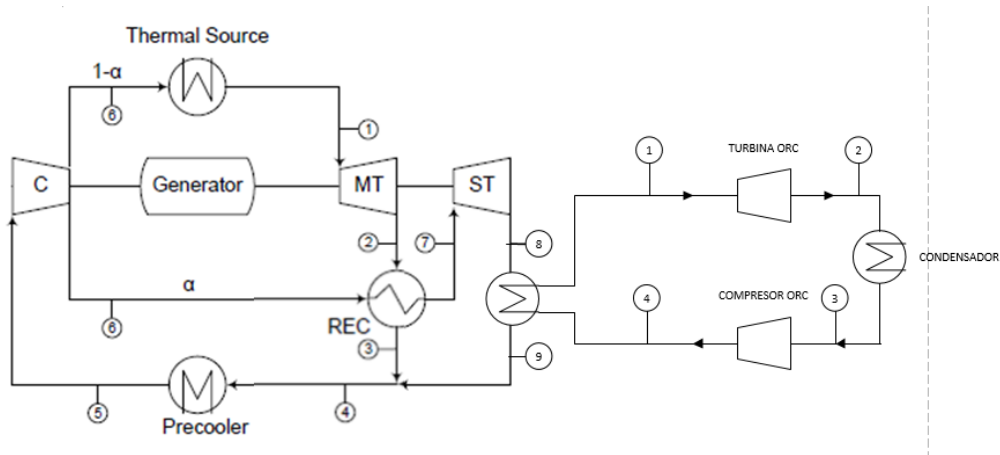 Thermal Source
1-α
6
1
C
Generator
MT
ST
2
7
8
α
6
REC
3
9
5
4
Precooler
1
TURBINA ORC
2
CONDENSADOR
4
COMPRESOR ORC
3